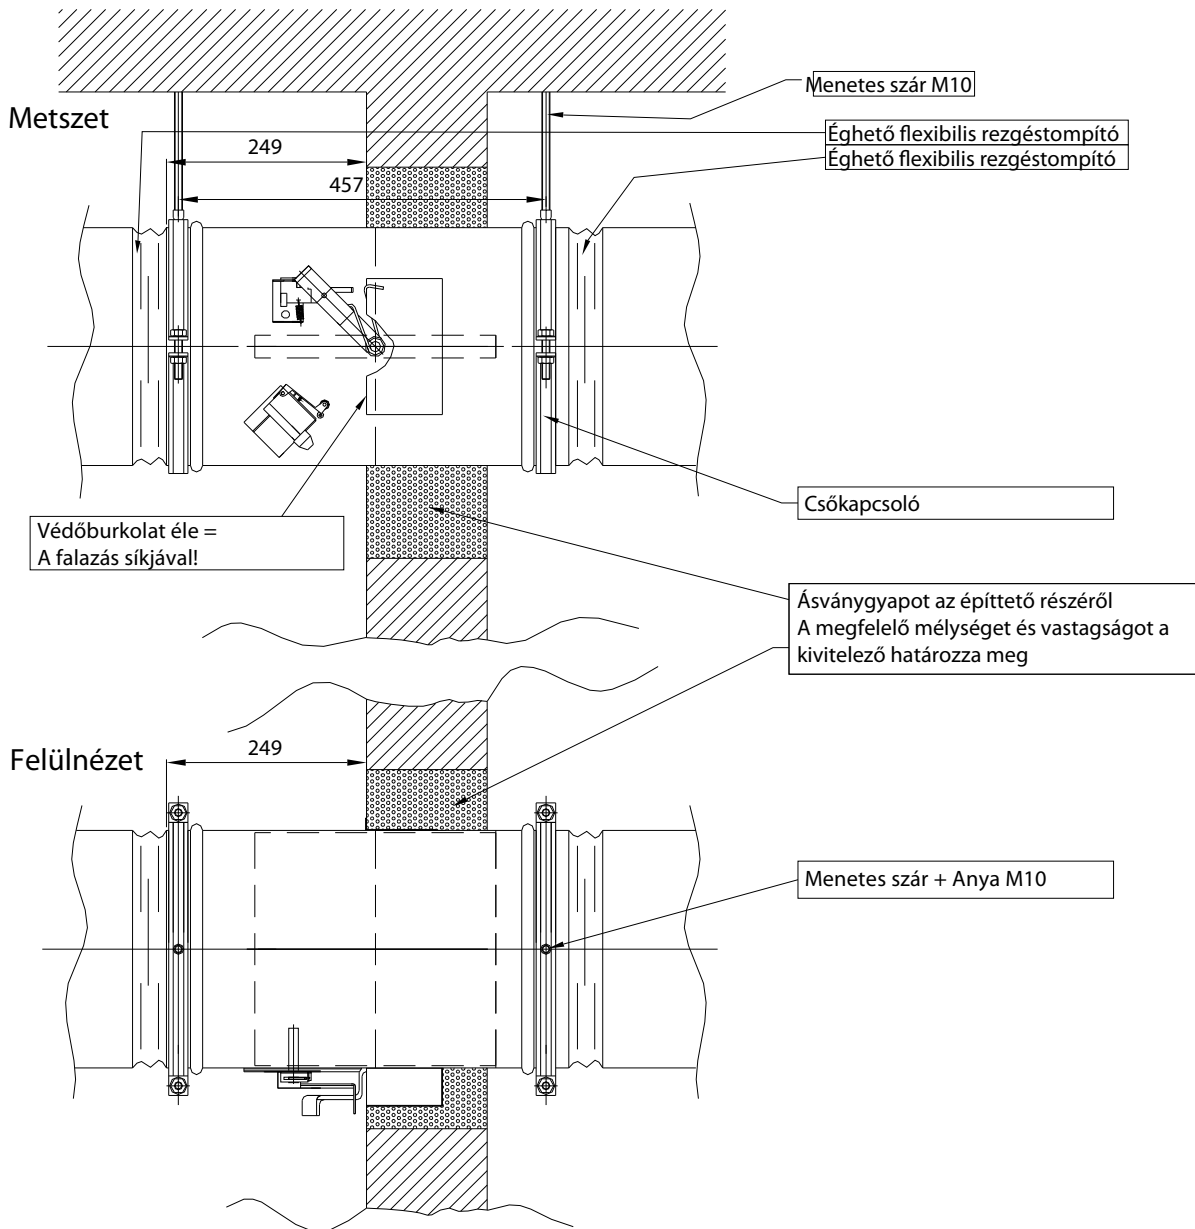 Menetes szár M10
Metszet
Éghető flexibilis rezgéstompító
249
Éghető flexibilis rezgéstompító
457
Csőkapcsoló
Védőburkolat éle =
A falazás síkjával!
Ásványgyapot az építtető részéről
A megfelelő mélységet és vastagságot a
kivitelező határozza meg
Felülnézet
249
Menetes szár + Anya M10